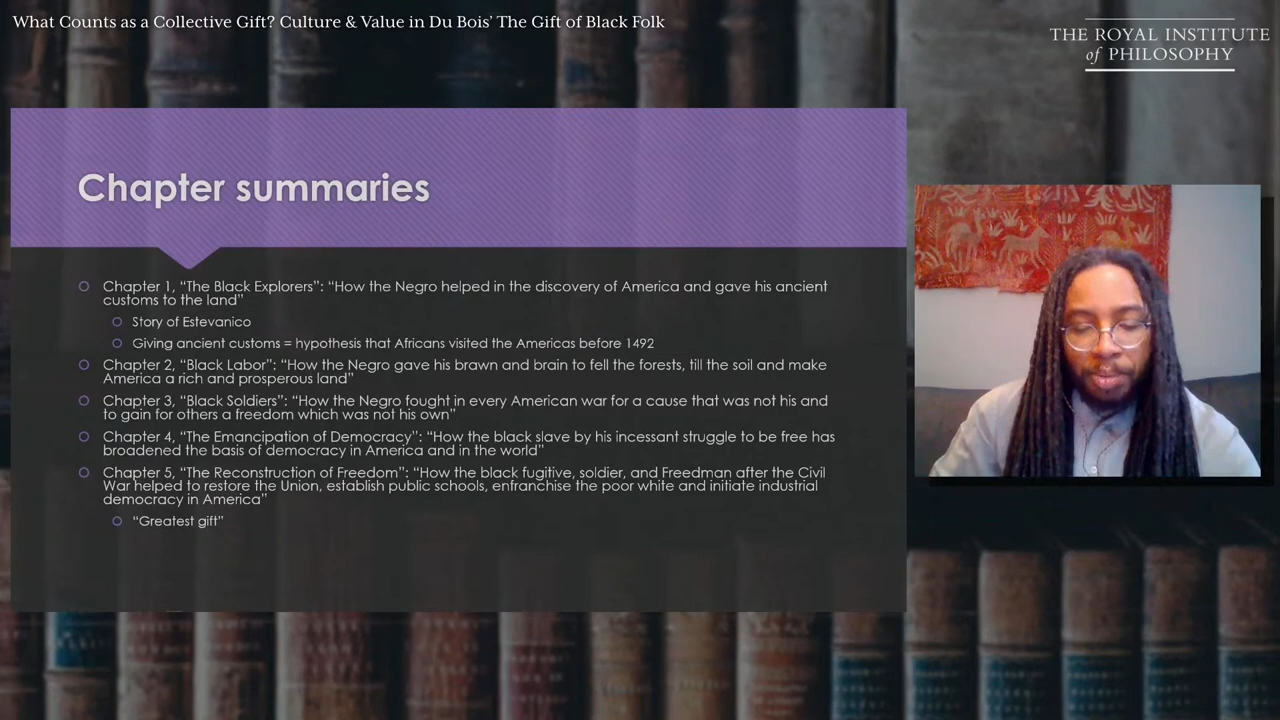 What Counts as a Collective Gift? Culture & Value in Du Bois’ The Gift of Black Folk
THE ROYAL INSTITUTE
of PHILOSOPHY
Chapter summaries
Chapter 1, “The Black Explorers”: “How the Negro helped in the discovery of America and gave his ancient
customs to the land”
Story of Estevanico
Giving ancient customs = hypothesis that Africans visited the Americas before 1492
Chapter 2, “Black Labor”: “How the Negro gave his brawn and brain to fell the forests, till the soil and make
America a rich and prosperous land”
Chapter 3, “Black Soldiers”: “How the Negro fought in every American war for a cause that was not his and
to gain for others a freedom which was not his own”
Chapter 4, “The Emancipation of Democracy”: “How the black slave by his incessant struggle to be free has
broadened the basis of democracy in America and in the world”
Chapter 5, “The Reconstruction of Freedom”: “How the black fugitive, soldier, and Freedman after the Civil
War helped to restore the Union, establish public schools, enfranchise the poor white and initiate industrial
democracy in America”
“Greatest gift”